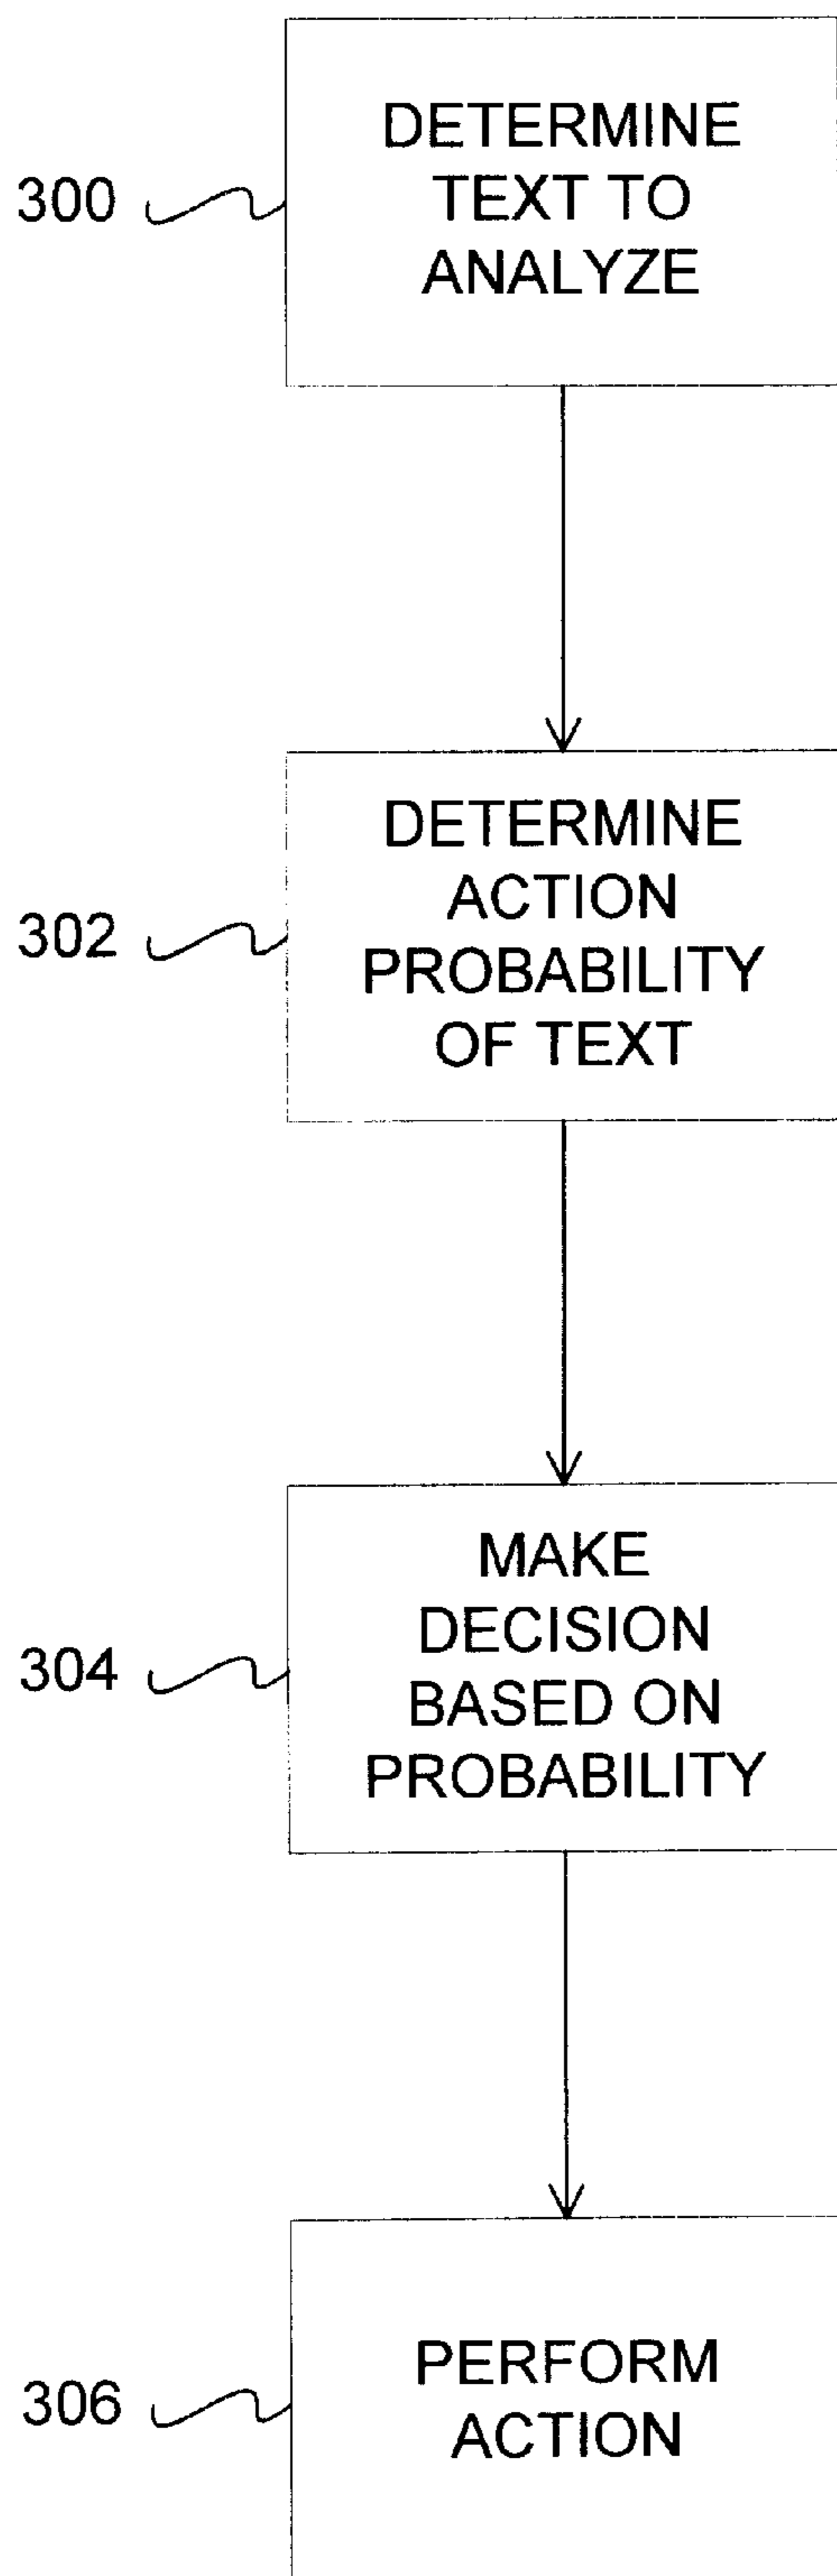 DETERMINE
TEXT TO
ANALYZE
300
DETERMINE
ACTION
PROBABILITY
OF TEXT
302
MAKE
DECISION
BASED ON
PROBABILITY
304
PERFORM
ACTION
306